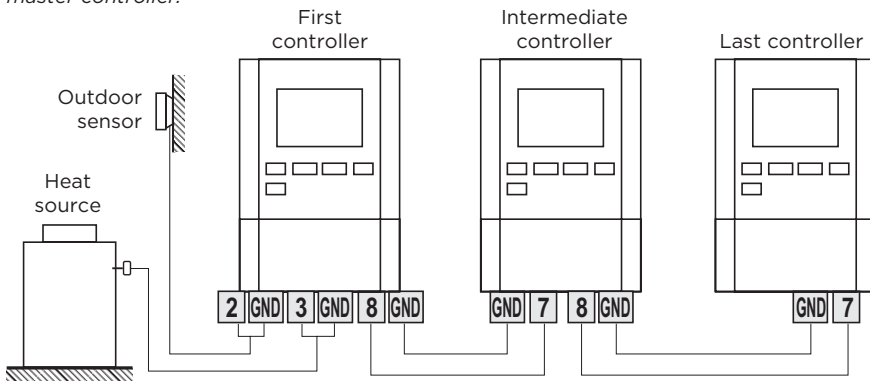 master controller.
First
controller
Intermediate
controller
Last controller
Outdoor
sensor
Heat
source
2 GND 3 GND 8 GND
GND 7 8 GND
GND 7